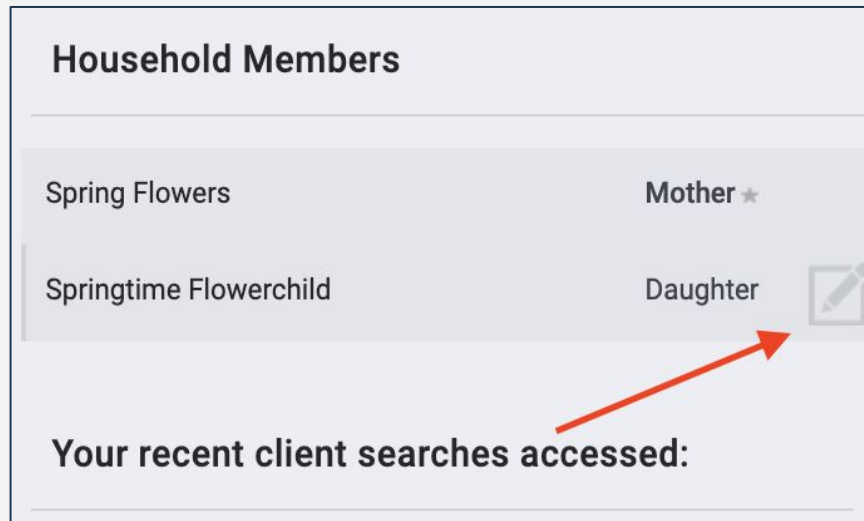 Household Members
Spring Flowers Mother
Springtime Flowerchild Daughter
Your recent client searches accessed: